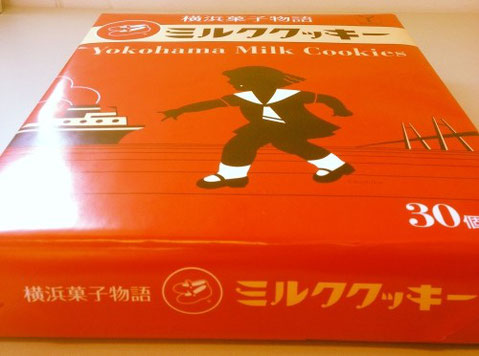 横浜菓子物語
ミルククッキー
Yokohama Milk Cookies
30個
横浜菓子物語 ミルククッキー